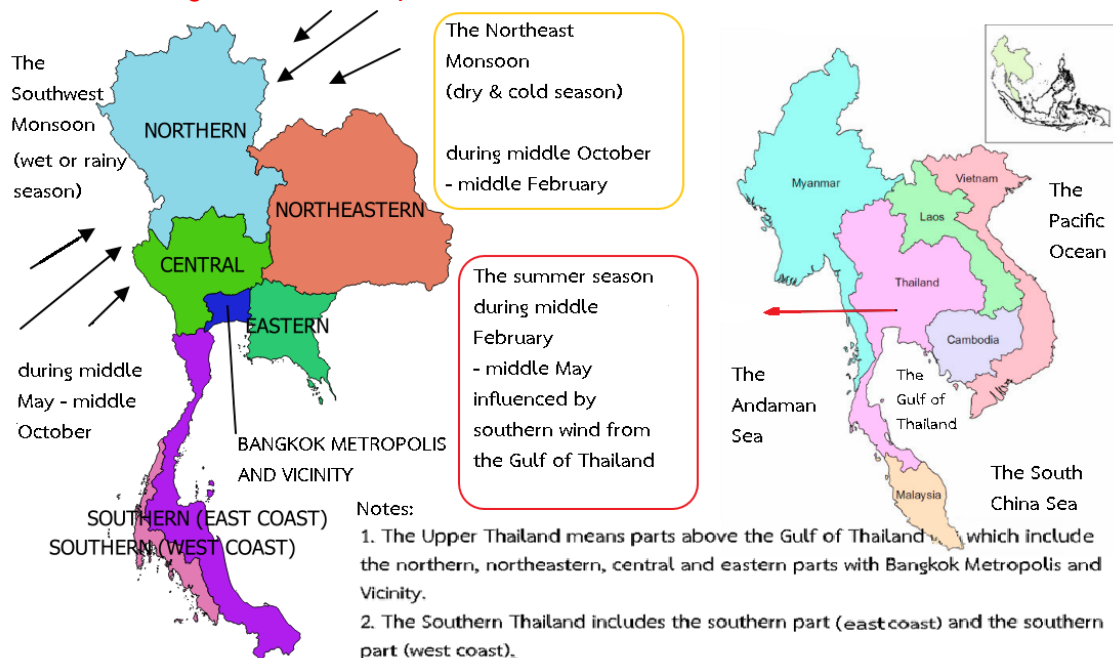 The
Southwest
Monsoon
(wet or rainy
season)
during middle
May - middle
October
NORTHERN
NORTHEASTERN
CENTRAL
EASTERN
BANGKOK METROPOLIS
AND VICINITY
SOUTHERN (EAST COAST)
SOUTHERN (WEST COAST)
The Northeast
Monsoon
(dry & cold season)
during middle October
- middle February
The summer season
during middle
February
- middle May
influenced by
southern wind from
the Gulf of Thailand
Myanmar
Vietnam
Laos
Thailand
Cambodia
Malaysia
The
Pacific
Ocean
The
Andaman
Sea
The
Gulf of
Thailand
The South
China Sea
Notes:
1. The Upper Thailand means parts above the Gulf of Thailand which include
the northern, northeastern, central and eastern parts with Bangkok Metropolis and
Vicinity.
2. The Southern Thailand includes the southern part (east coast) and the southern
part (west coast).